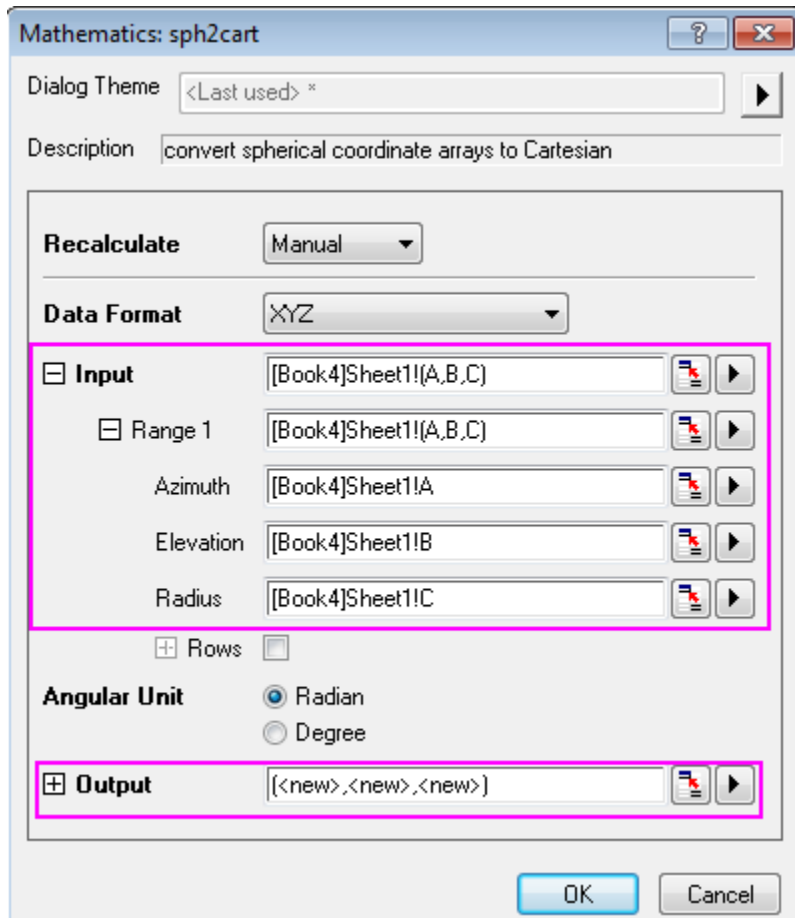 Mathematics: sph2cart
Dialog Theme <Last used> *
Description convert spherical coordinate arrays to Cartesian
Recalculate Manual
Data Format XYZ
Input [Book4]Sheet1!(A,B,C)
Range 1 [Book4]Sheet1!(A,B,C)
Azimuth [Book4]Sheet1!A
Elevation [Book4]Sheet1!B
Radius [Book4]Sheet1!C
Rows
Angular Unit Radian
Degree
Output (<new>,<new>,<new>)
OK Cancel